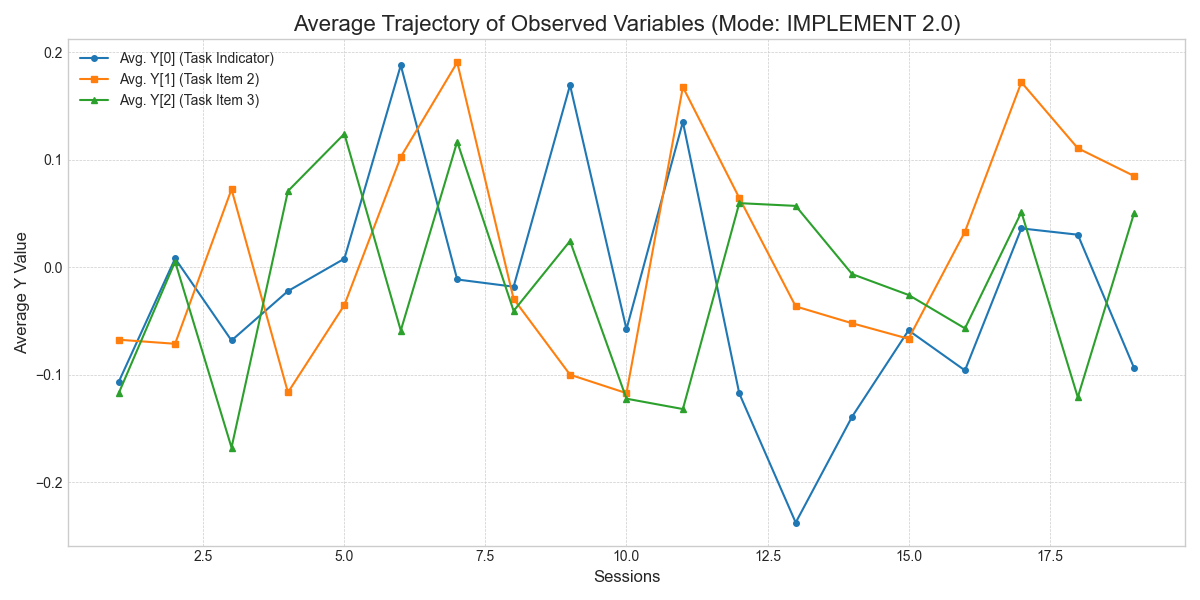 Average Trajectory of Observed Variables (Mode: IMPLEMENT 2.0)
Avg. Y[0] (Task Indicator)
Avg. Y[1] (Task Item 2)
Avg. Y[2] (Task Item 3)
Average Y Value
0.2
0.1
0.0
−0.1
−0.2
2.5 5.0 7.5 10.0 12.5 15.0 17.5
Sessions